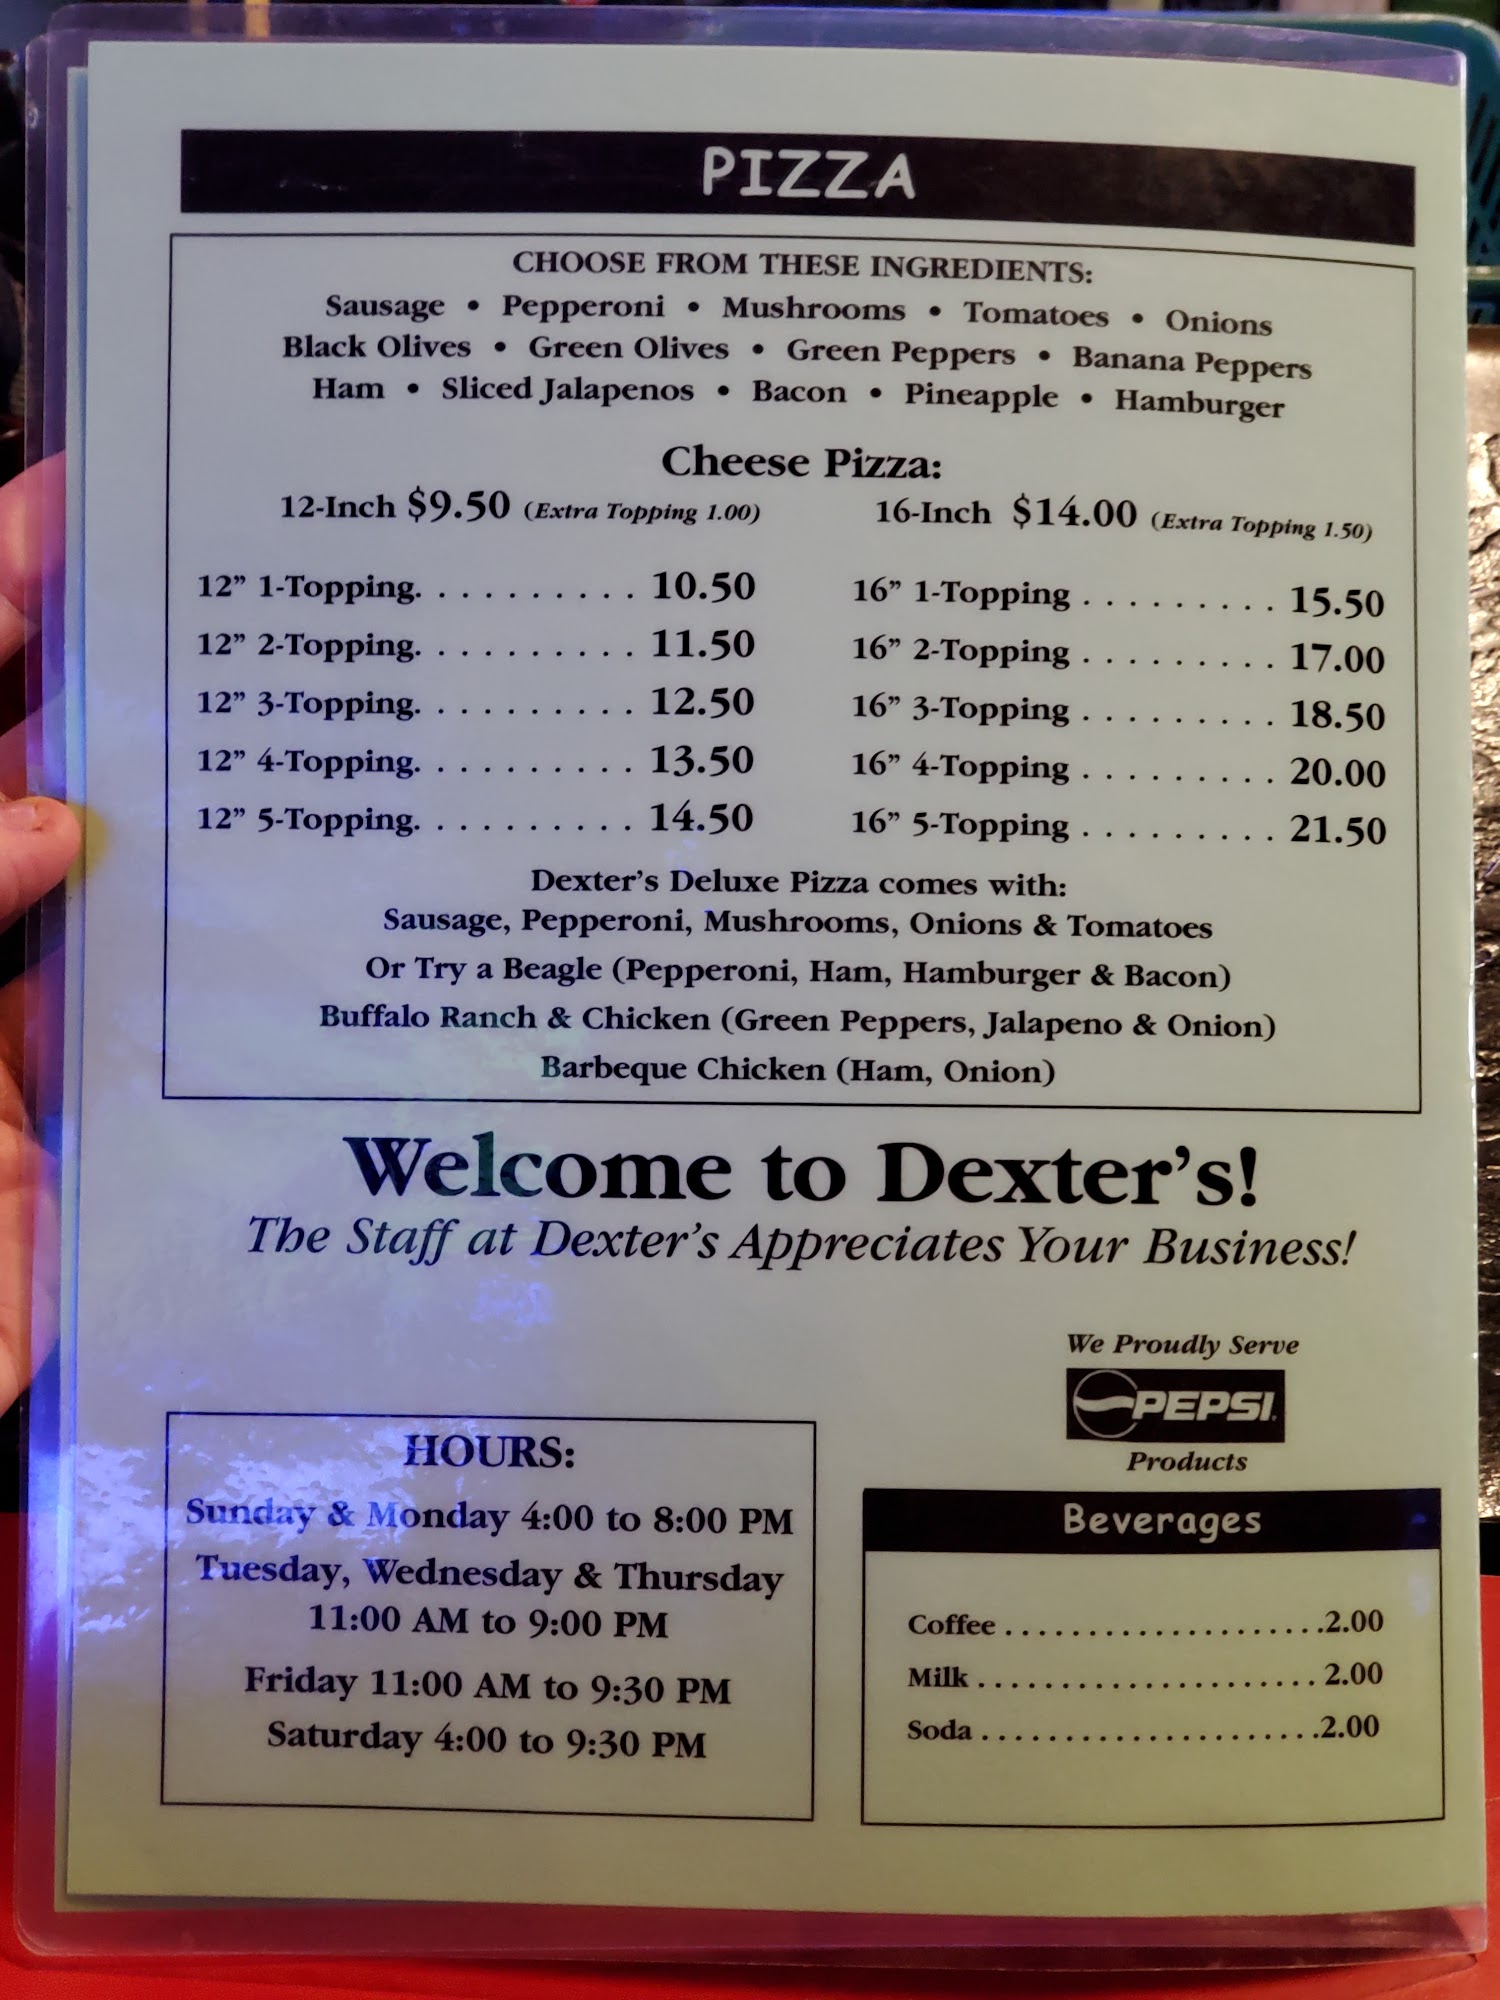 PIZZA
CHOOSE FROM THESE INGREDIENTS:
Sausage • Pepperoni • Mushrooms • Tomatoes • Onions
Black Olives • Green Olives • Green Peppers • Banana Peppers
Ham • Sliced Jalapenos • Bacon • Pineapple • Hamburger
Cheese Pizza:
12-Inch $9.50 (Extra Topping 1.00) 16-Inch $14.00 (Extra Topping 1.50)
12” 1-Topping. . . . . . . . . . 10.50
12” 2-Topping. . . . . . . . . . 11.50
12” 3-Topping. . . . . . . . . . 12.50
12” 4-Topping. . . . . . . . . . 13.50
12” 5-Topping. . . . . . . . . . 14.50
16” 1-Topping . . . . . . . . . 15.50
16” 2-Topping . . . . . . . . . 17.00
16” 3-Topping . . . . . . . . . 18.50
16” 4-Topping . . . . . . . . . 20.00
16” 5-Topping . . . . . . . . . 21.50
Dexter’s Deluxe Pizza comes with:
Sausage, Pepperoni, Mushrooms, Onions & Tomatoes
Or Try a Beagle (Pepperoni, Ham, Hamburger & Bacon)
Buffalo Ranch & Chicken (Green Peppers, Jalapeno & Onion)
Barbeque Chicken (Ham, Onion)
Welcome to Dexter’s!
The Staff at Dexter’s Appreciates Your Business!
HOURS:
Sunday & Monday 4:00 to 8:00 PM
Tuesday, Wednesday & Thursday
11:00 AM to 9:00 PM
Friday 11:00 AM to 9:30 PM
Saturday 4:00 to 9:30 PM
We Proudly Serve
PEPSI
Products
Beverages
Coffee . . . . . . . . . . . . . . . . . . . .2.00
Milk . . . . . . . . . . . . . . . . . . . . . 2.00
Soda . . . . . . . . . . . . . . . . . . . . .2.00